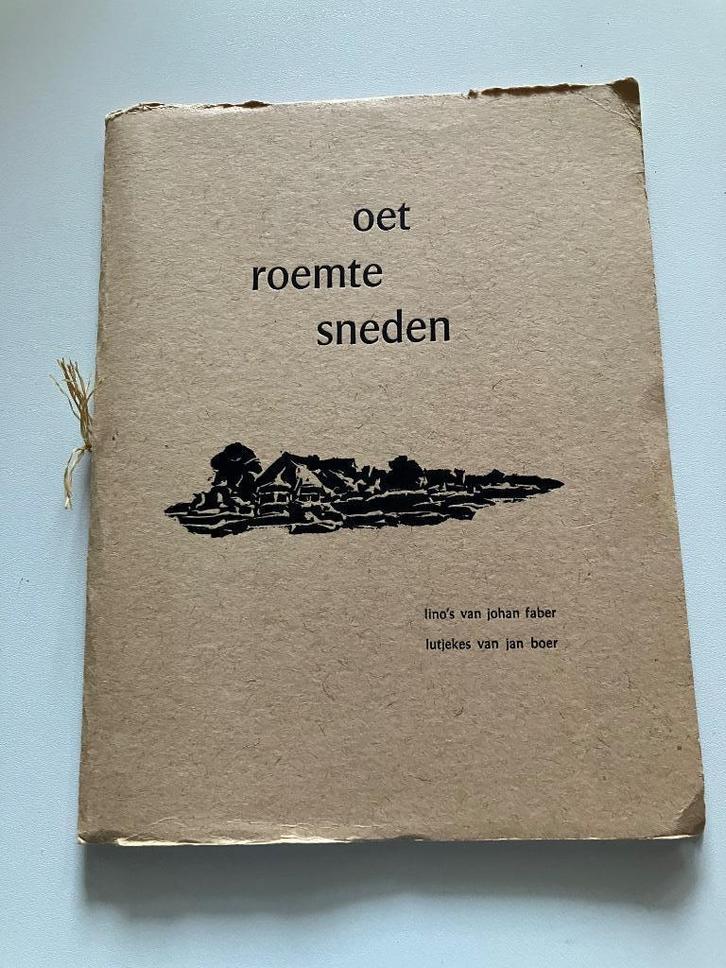 oet
roemte
sneden
lino's van johan faber
lutjekes van jan boer